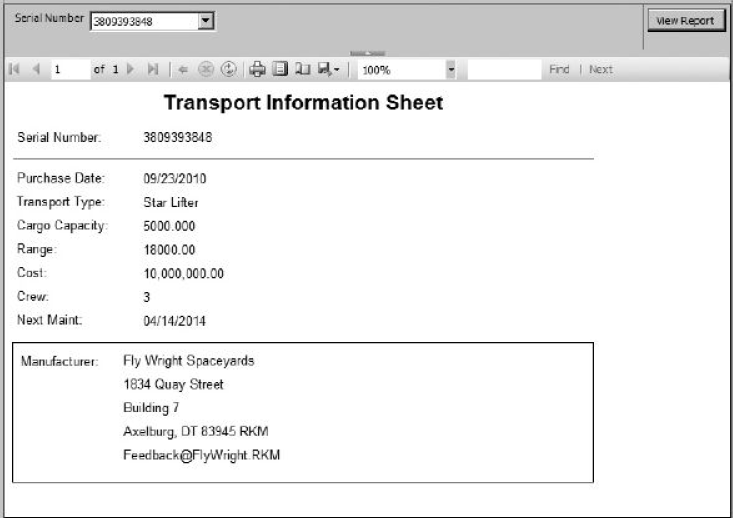 Serial Number 3809393848 View Report
1 of 1 100% Find | Next
Transport Information Sheet
Serial Number: 3809393848
Purchase Date: 09/23/2010
Transport Type: Star Lifter
Cargo Capacity: 5000.000
Range: 18000.00
Cost: 10,000,000.00
Crew: 3
Next Maint: 04/14/2014
Manufacturer: Fly Wright Spaceyards
1834 Quay Street
Building 7
Axelburg, DT 83945 RKM
Feedback@FlyWright.RKM